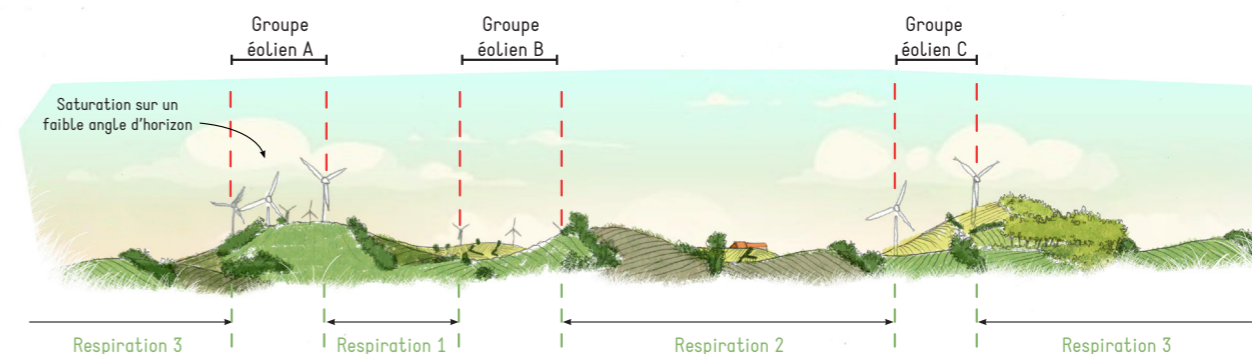 Groupe
éolien A
Groupe
éolien B
Groupe
éolien C
Saturation sur un
faible angle d'horizon
Respiration 3
Respiration 1
Respiration 2
Respiration 3